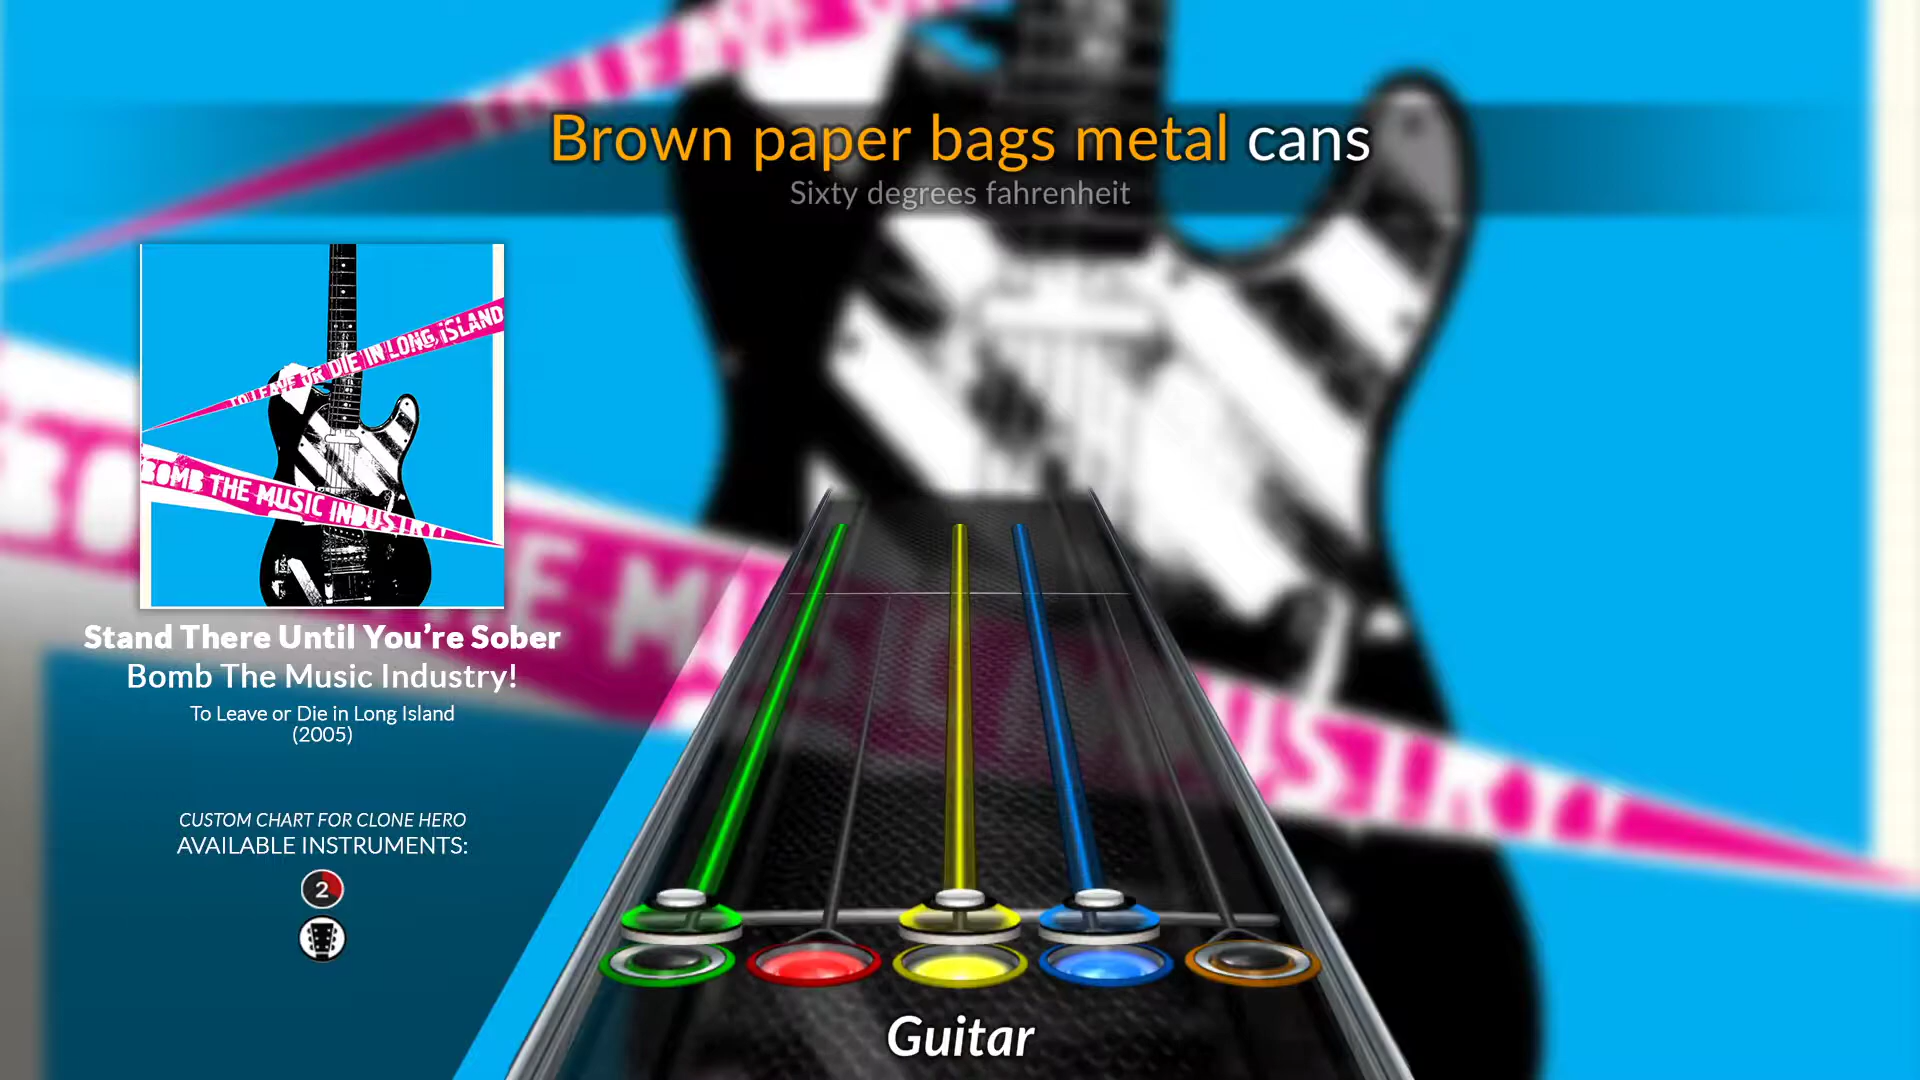 Brown paper bags metal cans
Sixty degrees fahrenheit
TO LEAVE OR DIE IN LONG ISLAND
BOMB THE MUSIC INDUSTRY!
Stand There Until You're Sober
Bomb The Music Industry!
To Leave or Die in Long Island
(2005)
CUSTOM CHART FOR CLONE HERO
AVAILABLE INSTRUMENTS:
2
Guitar